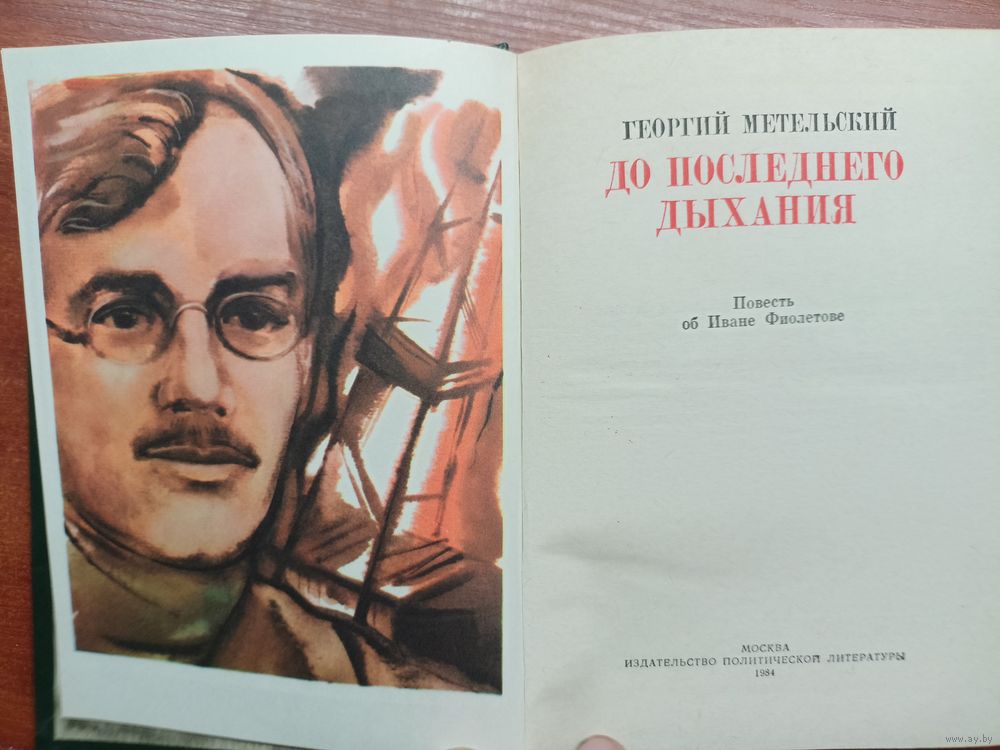 ГЕОРГИЙ МЕТЕЛЬСКИЙ
ДО ПОСЛЕДНЕГО
ДЫХАНИЯ
Повесть
об Иване Фиолетове
МОСКВА
ИЗДАТЕЛЬСТВО ПОЛИТИЧЕСКОЙ ЛИТЕРАТУРЫ
1984
www.ay.by